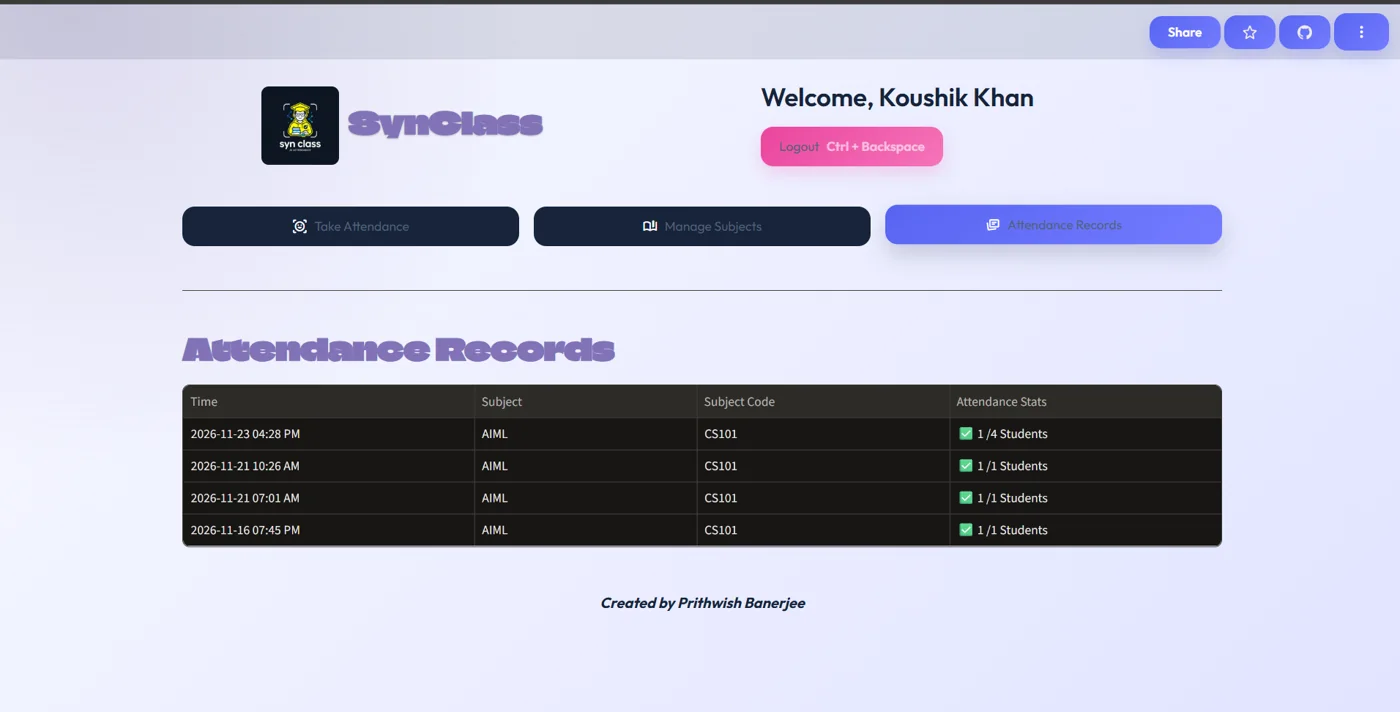 Share
syn class
SynClass
Welcome, Koushik Khan
Logout Ctrl + Backspace
Take Attendance
Manage Subjects
Attendance Records
Attendance Records
Time Subject Subject Code Attendance Stats
2026-11-23 04:28 PM AIML CS101 ✅ 1 /4 Students
2026-11-21 10:26 AM AIML CS101 ✅ 1 /1 Students
2026-11-21 07:01 AM AIML CS101 ✅ 1 /1 Students
2026-11-16 07:45 PM AIML CS101 ✅ 1 /1 Students
Created by Prithwish Banerjee